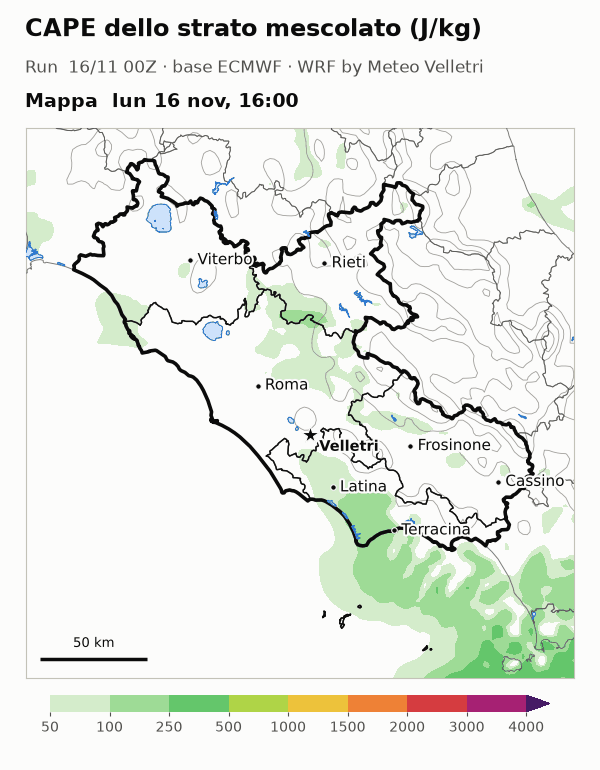 CAPE dello strato mescolato (J/kg)
Run 16/11 00Z · base ECMWF · WRF by Meteo Velletri
Mappa lun 16 nov, 16:00
Viterbo
Rieti
Roma
Velletri
Frosinone
Cassino
Latina
Terracina
50 km
50 100 250 500 1000 1500 2000 3000 4000